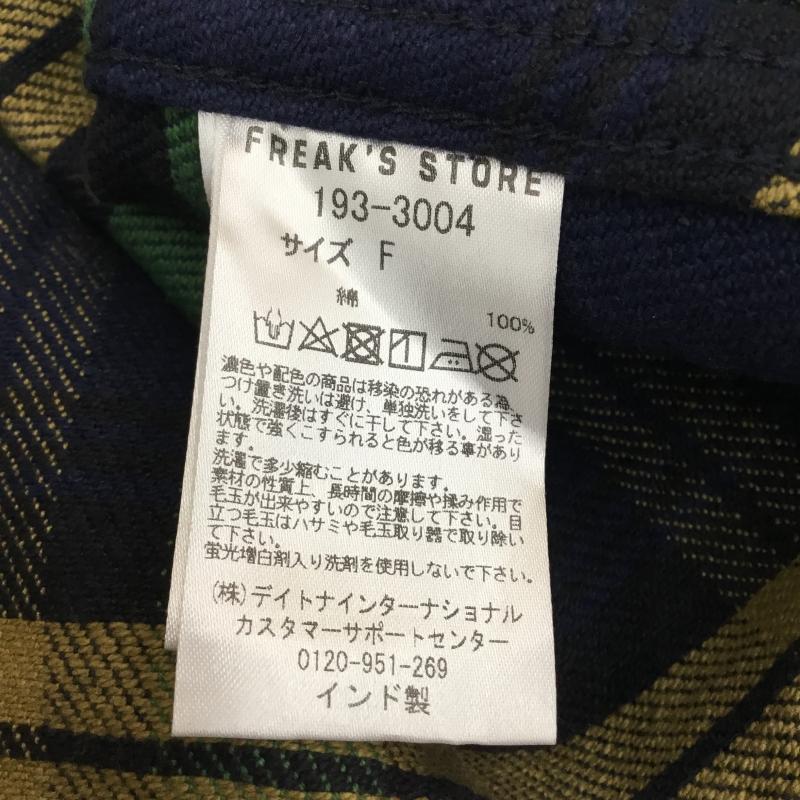 FREAK'S STORE
193-3004
サイズ F
綿
100%
濃色や配色の商品は移染の恐れがある為
つけ置き洗いは避け、単独洗いをして下さ
い。洗濯後はすぐに干して下さい。湿った
状態で強くこすられると色が移る事があり
ます。
洗濯で多少縮むことがあります。
素材の性質上、長時間の摩擦や揉み作用で
毛玉が出来やすいので注意して下さい。目
立つ毛玉はハサミや毛玉取り器で取り除い
て下さい。
蛍光増白剤入り洗剤を使用しないで下さい。
(株)デイトナインターナショナル
カスタマーサポートセンター
0120-951-269
インド製